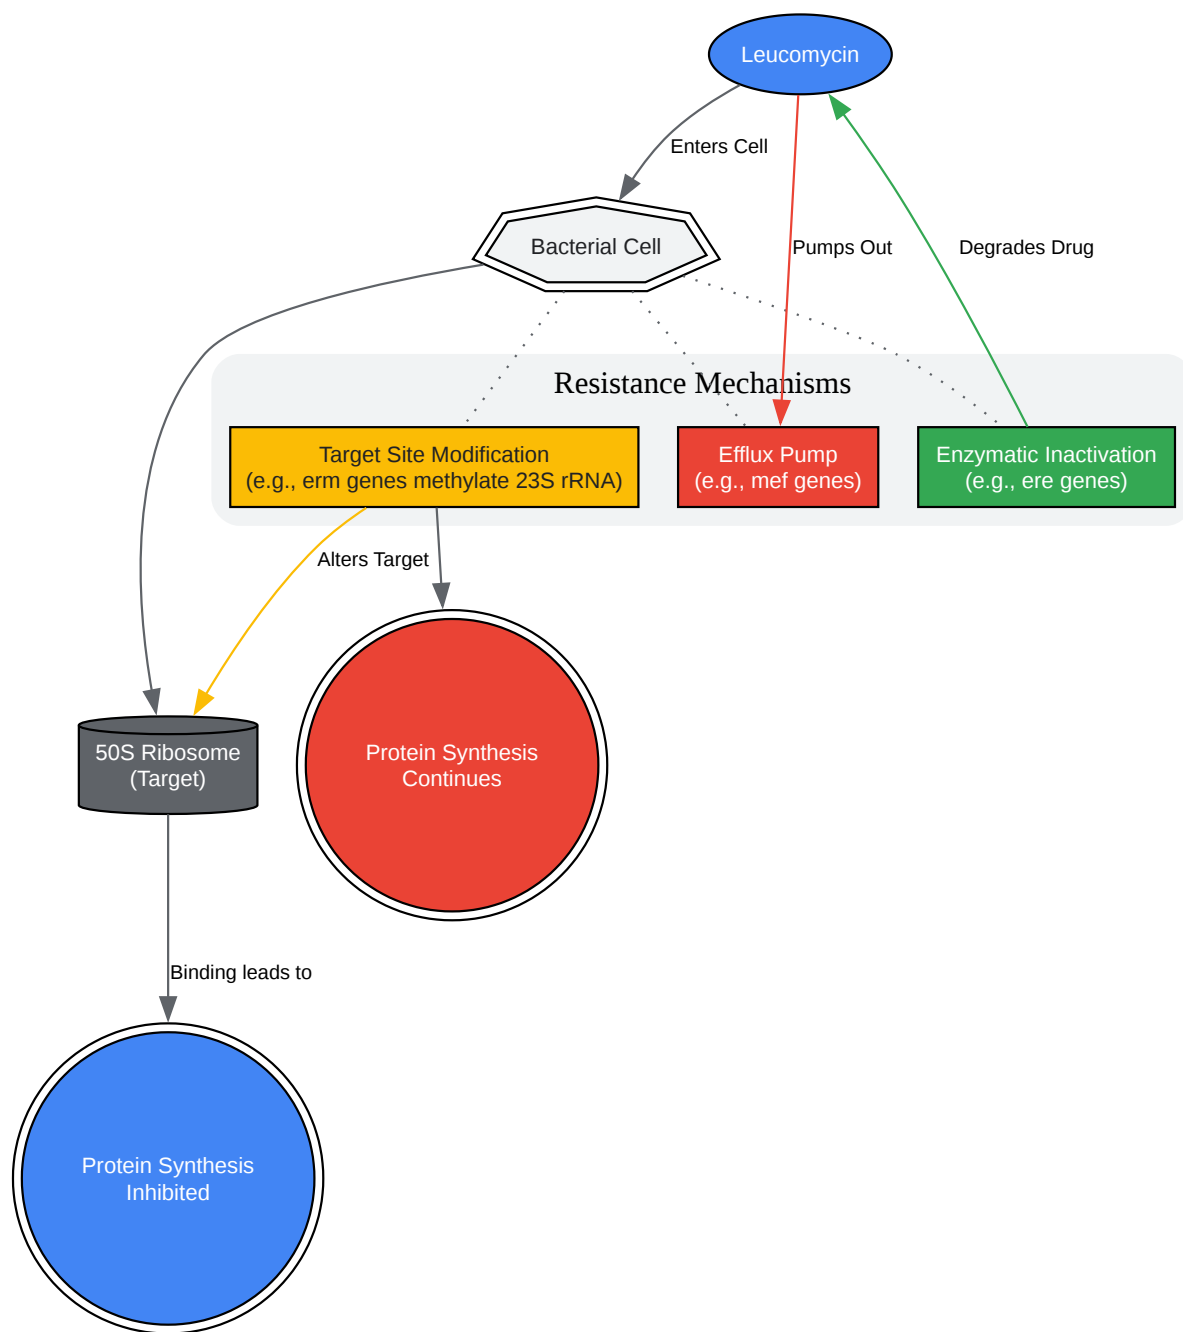 Leucomycin
Enters Cell
Bacterial Cell
Pumps Out
Degrades Drug
Resistance Mechanisms
Target Site Modification
(e.g., erm genes methylate 23S rRNA)
Efflux Pump
(e.g., mef genes)
Enzymatic Inactivation
(e.g., ere genes)
Alters Target
50S Ribosome
(Target)
Protein Synthesis
Continues
Binding leads to
Protein Synthesis
Inhibited